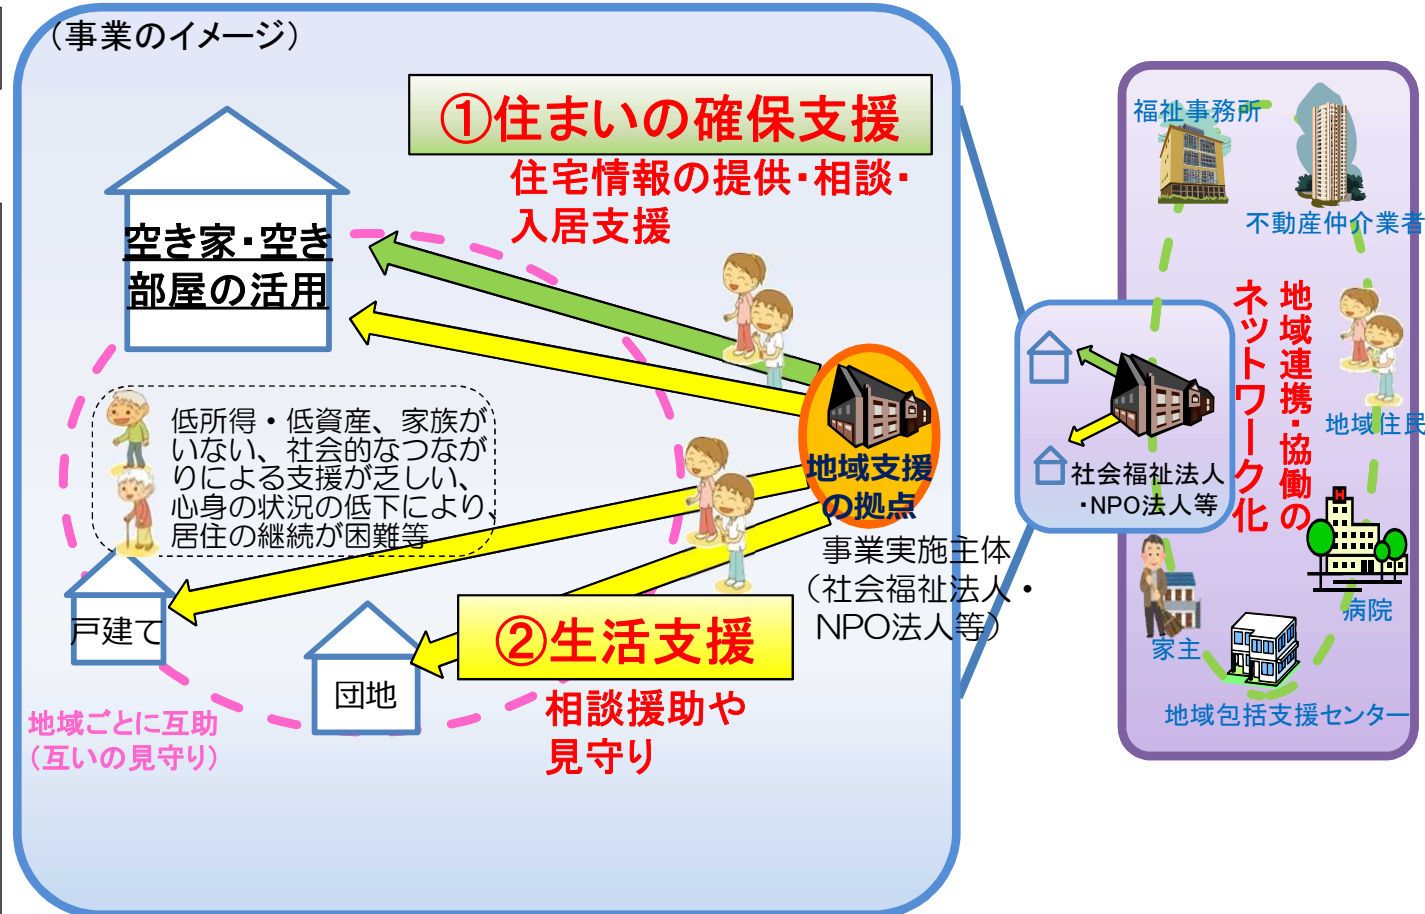 （事業のイメージ）
①住まいの確保支援
住宅情報の提供・相談・
入居支援
空き家・空き
部屋の活用
低所得・低資産、家族が
いない、社会的なつなが
りによる支援が乏しい、
心身の状況の低下により、
居住の継続が困難等
地域支援
の拠点
事業実施主体
（社会福祉法人・
NPO法人等）
戸建て
団地
②生活支援
相談援助や
見守り
地域ごとに互助
（互いの見守り）
福祉事務所
不動産仲介業者
地域連携・協働の
ネットワーク化
地域住民
社会福祉法人
・NPO法人等
H
病院
家主
地域包括支援センター